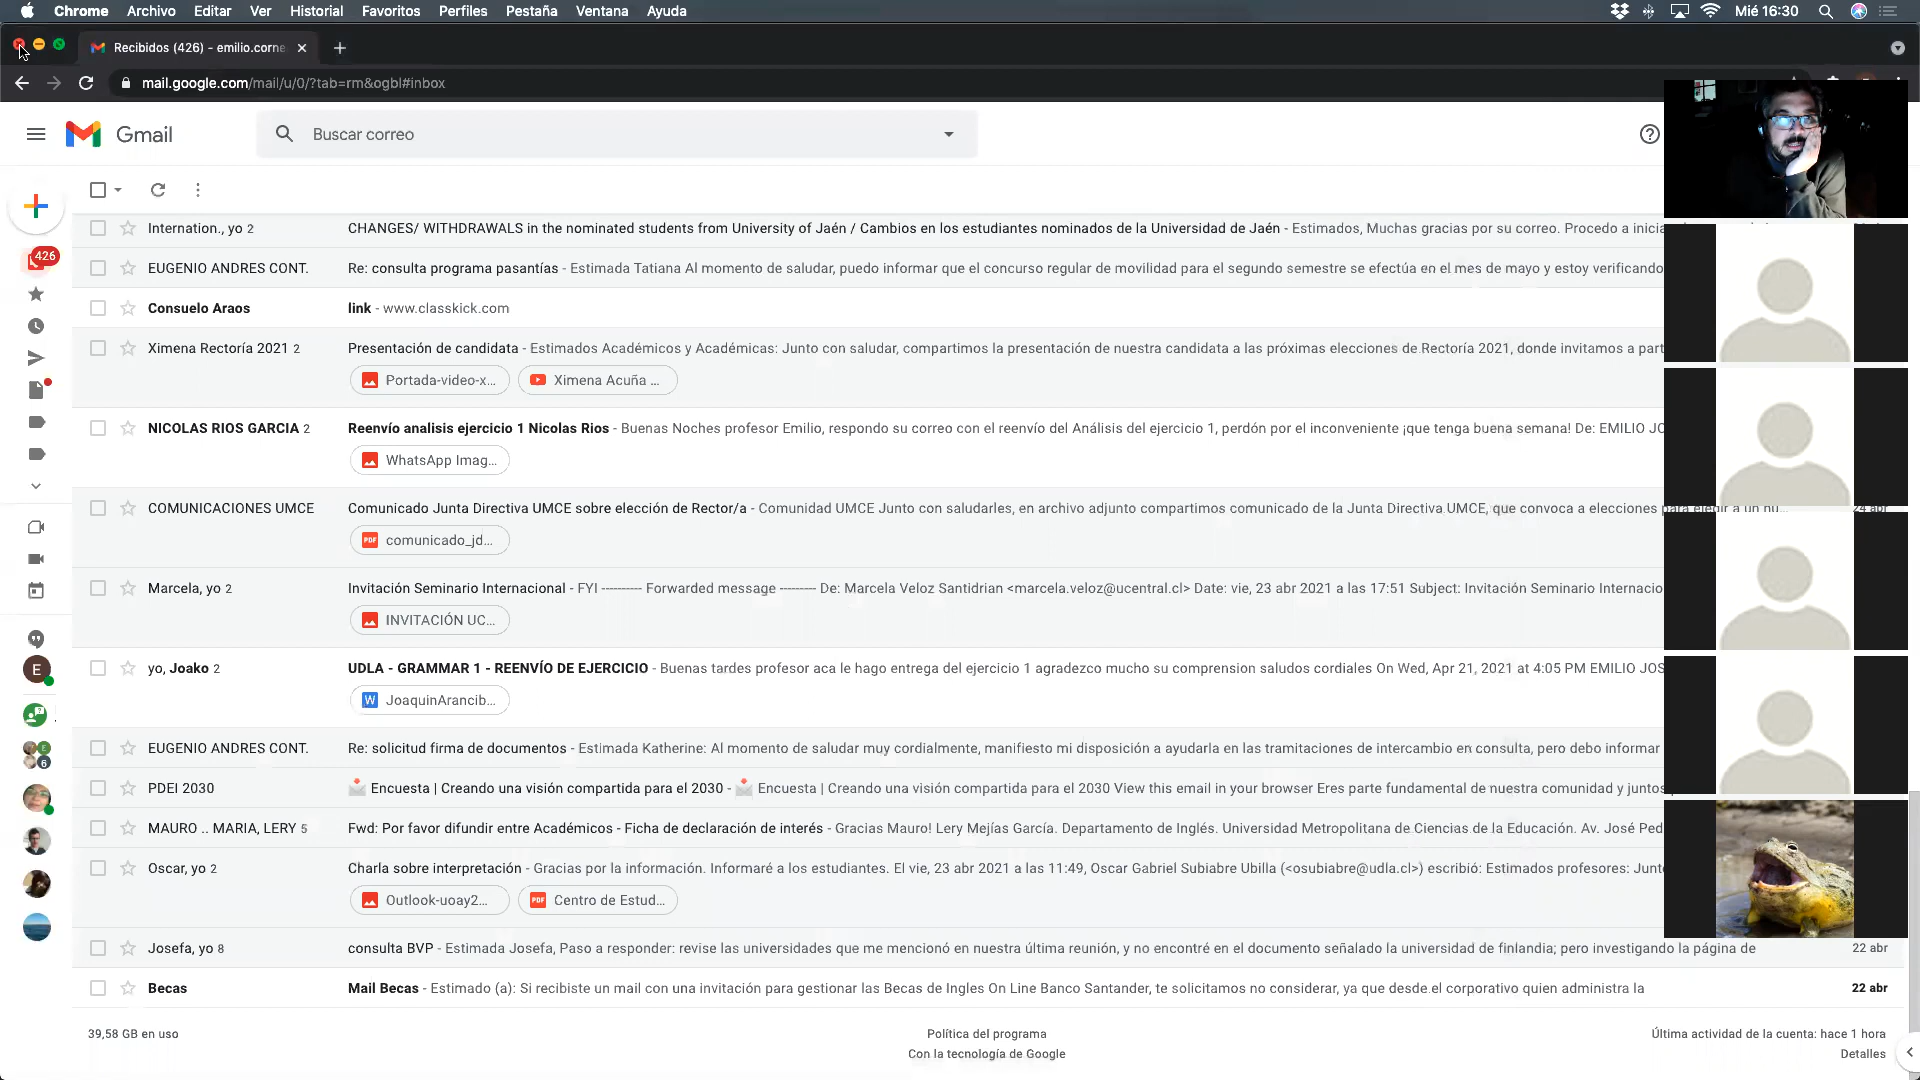 Chrome Archivo Editar Ver Historial Favoritos Perfiles Pestaña Ventana Ayuda Mié 16:30
Recibidos (426) - emilio.corne
mail.google.com/mail/u/0/?tab=rm&ogbl#inbox
Gmail
Buscar correo
426
Internation., yo 2 CHANGES/ WITHDRAWALS in the nominated students from University of Jaén / Cambios en los estudiantes nominados de la Universidad de Jaén - Estimados, Muchas gracias por su correo. Procedo a inicia
EUGENIO ANDRES CONT. Re: consulta programa pasantías - Estimada Tatiana Al momento de saludar, puedo informar que el concurso regular de movilidad para el segundo semestre se efectúa en el mes de mayo y estoy verificando
Consuelo Araos link - www.classkick.com
Ximena Rectoría 2021 2 Presentación de candidata - Estimados Académicos y Académicas: Junto con saludar, compartimos la presentación de nuestra candidata a las próximas elecciones de Rectoría 2021, donde invitamos a part
Portada-video-x... Ximena Acuña ...
NICOLAS RIOS GARCIA 2 Reenvío analisis ejercicio 1 Nicolas Rios - Buenas Noches profesor Emilio, respondo su correo con el reenvío del Análisis del ejercicio 1, perdón por el inconveniente ¡que tenga buena semana! De: EMILIO JO
WhatsApp Imag...
COMUNICACIONES UMCE Comunicado Junta Directiva UMCE sobre elección de Rector/a - Comunidad UMCE Junto con saludarles, en archivo adjunto compartimos comunicado de la Junta Directiva UMCE, que convoca a elecciones para elegir a un nu... 24 abr
PDF comunicado_jd...
Marcela, yo 2 Invitación Seminario Internacional - FYI ---------- Forwarded message --------- De: Marcela Veloz Santidrian <marcela.veloz@ucentral.cl> Date: vie, 23 abr 2021 a las 17:51 Subject: Invitación Seminario Internacio
INVITACIÓN UC...
yo, Joako 2 UDLA - GRAMMAR 1 - REENVÍO DE EJERCICIO - Buenas tardes profesor aca le hago entrega del ejercicio 1 agradezco mucho su comprension saludos cordiales On Wed, Apr 21, 2021 at 4:05 PM EMILIO JOS
W JoaquinArancib...
E
EUGENIO ANDRES CONT. Re: solicitud firma de documentos - Estimada Katherine: Al momento de saludar muy cordialmente, manifiesto mi disposición a ayudarla en las tramitaciones de intercambio en consulta, pero debo informar
E
6
PDEI 2030 Encuesta | Creando una visión compartida para el 2030 - Encuesta | Creando una visión compartida para el 2030 View this email in your browser Eres parte fundamental de nuestra comunidad y juntos
MAURO .. MARIA, LERY 5 Fwd: Por favor difundir entre Académicos - Ficha de declaración de interés - Gracias Mauro! Lery Mejías García. Departamento de Inglés. Universidad Metropolitana de Ciencias de la Educación. Av. José Ped
Oscar, yo 2 Charla sobre interpretación - Gracias por la información. Informaré a los estudiantes. El vie, 23 abr 2021 a las 11:49, Oscar Gabriel Subiabre Ubilla (<osubiabre@udla.cl>) escribió: Estimados profesores: Junt
Outlook-uoay2... PDF Centro de Estud...
Josefa, yo 8 consulta BVP - Estimada Josefa, Paso a responder: revise las universidades que me mencionó en nuestra última reunión, y no encontré en el documento señalado la universidad de finlandia; pero investigando la página de 22 abr
Becas Mail Becas - Estimado (a): Si recibiste un mail con una invitación para gestionar las Becas de Ingles On Line Banco Santander, te solicitamos no considerar, ya que desde el corporativo quien administra la 22 abr
39,58 GB en uso Política del programa Última actividad de la cuenta: hace 1 hora
Con la tecnología de Google Detalles